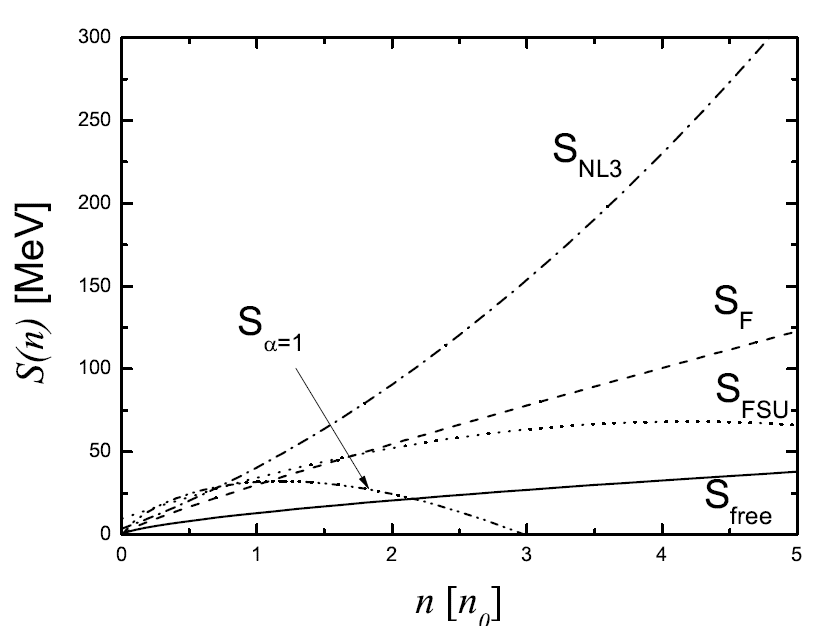 300
250
200
150
100
50
0
S(n) [MeV]
S_NL3
S_α=1
S_F
S_FSU
S_free
0 1 2 3 4 5
n [n_0]